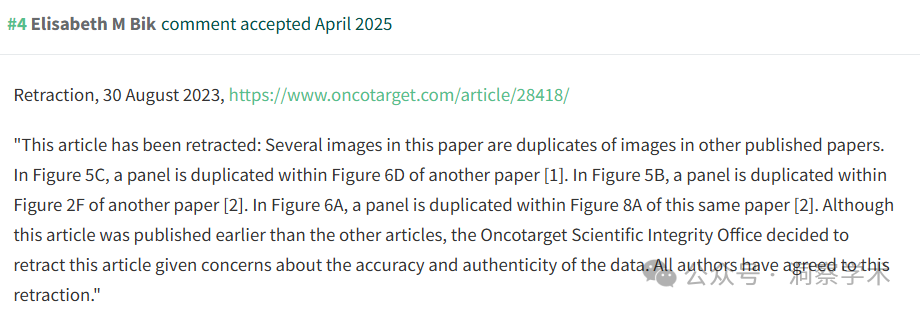 #4 Elisabeth M Bik comment accepted April 2025
Retraction, 30 August 2023, https://www.oncotarget.com/article/28418/
"This article has been retracted: Several images in this paper are duplicates of images in other published papers.
In Figure 5C, a panel is duplicated within Figure 6D of another paper [1]. In Figure 5B, a panel is duplicated within
Figure 2F of another paper [2]. In Figure 6A, a panel is duplicated within Figure 8A of this same paper [2]. Although
this article was published earlier than the other articles, the Oncotarget Scientific Integrity Office decided to
retract this article given concerns about the accuracy and authenticity of the data. All authors have agreed to this
retraction."
公众号 · 洞察学术